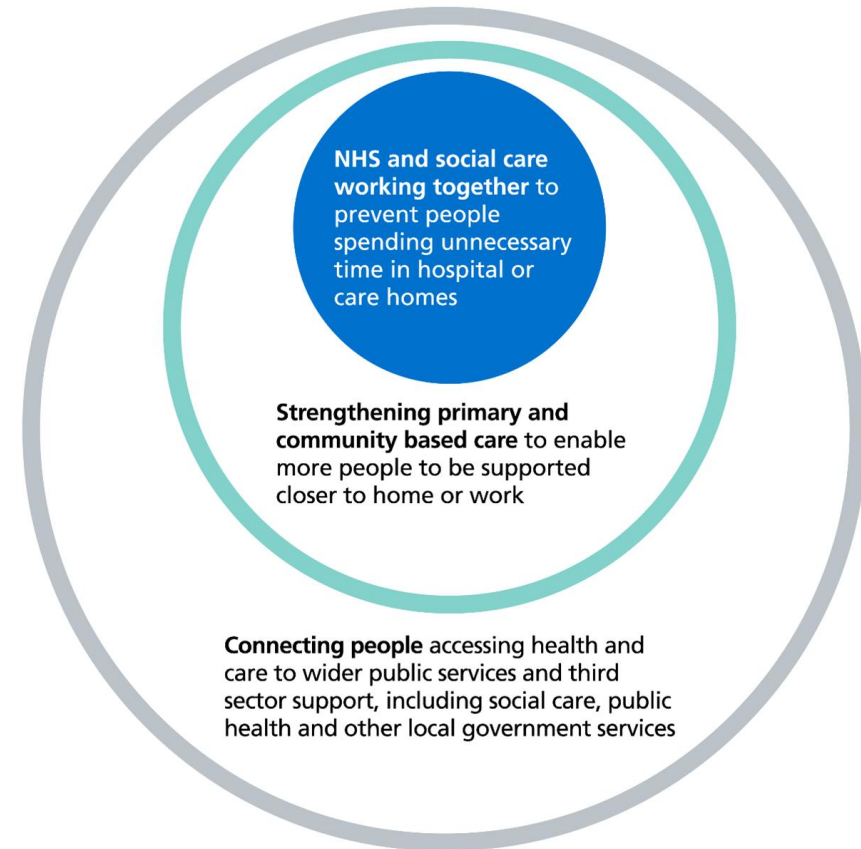 NHS and social care
working together to
prevent people
spending unnecessary
time in hospital or
care homes
Strengthening primary and
community based care to enable
more people to be supported
closer to home or work
Connecting people accessing health and
care to wider public services and third
sector support, including social care, public
health and other local government services